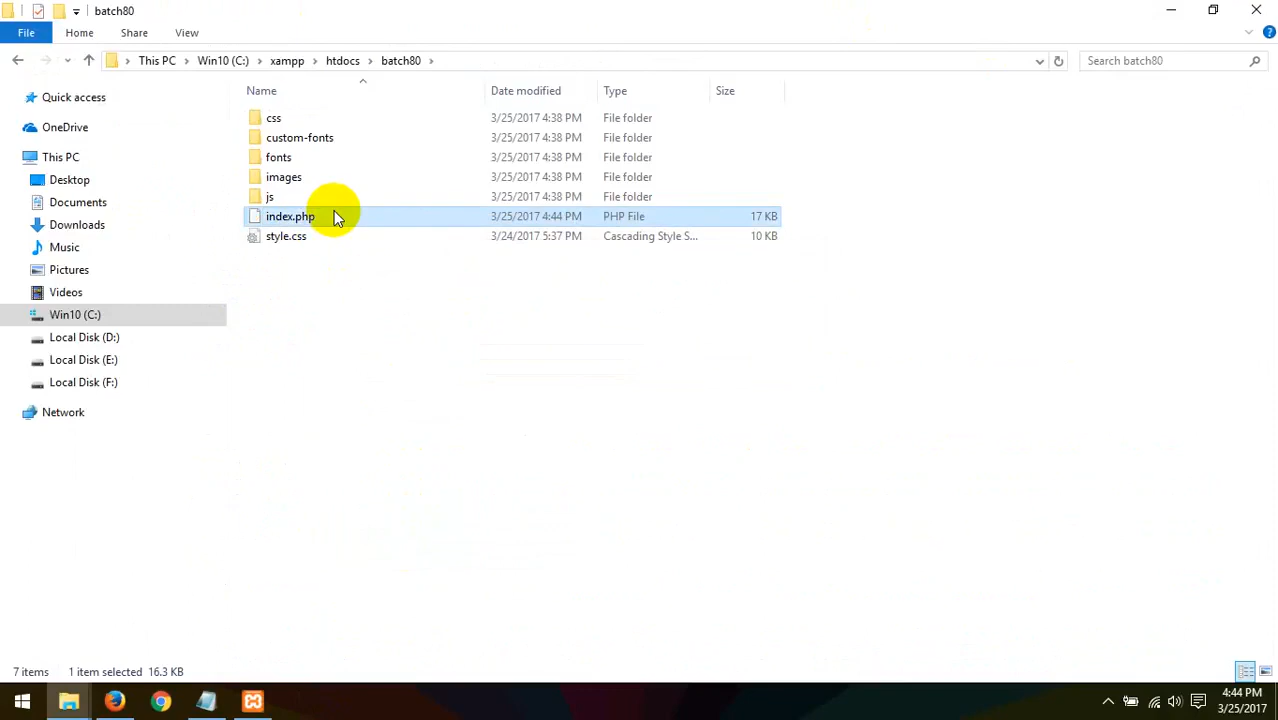 batch80
File Home Share View
This PC Win10 (C:) xampp htdocs batch80 Search batch80
Name Date modified Type Size
Quick access
OneDrive
This PC
Desktop
Documents
Downloads
Music
Pictures
Videos
Win10 (C:)
Local Disk (D:)
Local Disk (E:)
Local Disk (F:)
Network
css 3/25/2017 4:38 PM File folder
custom-fonts 3/25/2017 4:38 PM File folder
fonts 3/25/2017 4:38 PM File folder
images 3/25/2017 4:38 PM File folder
js 3/25/2017 4:38 PM File folder
index.php 3/25/2017 4:44 PM PHP File 17 KB
style.css 3/24/2017 5:37 PM Cascading Style S... 10 KB
7 items 1 item selected 16.3 KB
4:44 PM
3/25/2017